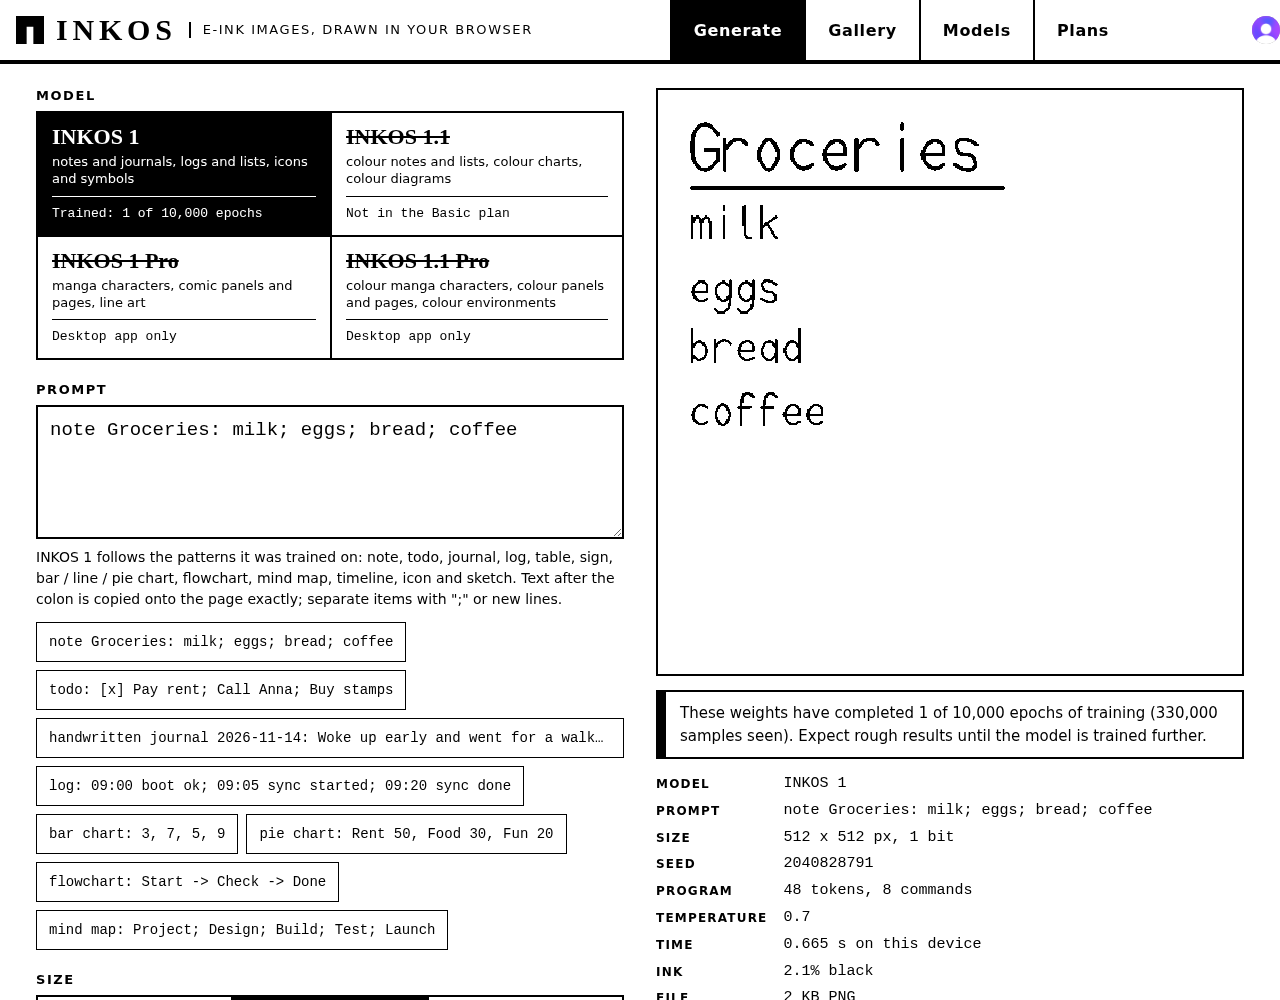 INKOS
E-INK IMAGES, DRAWN IN YOUR BROWSER
Generate
Gallery
Models
Plans
MODEL
INKOS 1
notes and journals, logs and lists, icons
and symbols
Trained: 1 of 10,000 epochs
INKOS 1.1
colour notes and lists, colour charts,
colour diagrams
Not in the Basic plan
INKOS 1 Pro
manga characters, comic panels and
pages, line art
Desktop app only
INKOS 1.1 Pro
colour manga characters, colour panels
and pages, colour environments
Desktop app only
PROMPT
note Groceries: milk; eggs; bread; coffee
INKOS 1 follows the patterns it was trained on: note, todo, journal, log, table, sign,
bar / line / pie chart, flowchart, mind map, timeline, icon and sketch. Text after the
colon is copied onto the page exactly; separate items with ";" or new lines.
note Groceries: milk; eggs; bread; coffee
todo: [x] Pay rent; Call Anna; Buy stamps
handwritten journal 2026-11-14: Woke up early and went for a walk…
log: 09:00 boot ok; 09:05 sync started; 09:20 sync done
bar chart: 3, 7, 5, 9
pie chart: Rent 50, Food 30, Fun 20
flowchart: Start -> Check -> Done
mind map: Project; Design; Build; Test; Launch
SIZE
Groceries
milk
eggs
bread
coffee
These weights have completed 1 of 10,000 epochs of training (330,000
samples seen). Expect rough results until the model is trained further.
MODEL INKOS 1
PROMPT note Groceries: milk; eggs; bread; coffee
SIZE 512 x 512 px, 1 bit
SEED 2040828791
PROGRAM 48 tokens, 8 commands
TEMPERATURE 0.7
TIME 0.665 s on this device
INK 2.1% black
FILE 2 KB PNG